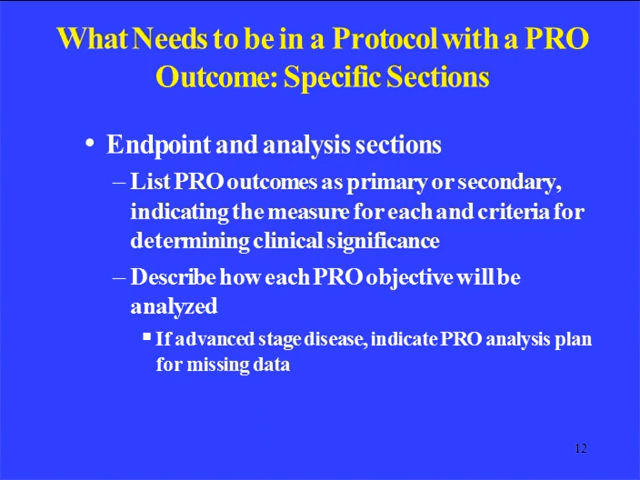 What Needs to be in a Protocol with a PRO
Outcome: Specific Sections
• Endpoint and analysis sections
– List PRO outcomes as primary or secondary,
indicating the measure for each and criteria for
determining clinical significance
– Describe how each PRO objective will be
analyzed
▪ If advanced stage disease, indicate PRO analysis plan
for missing data
12